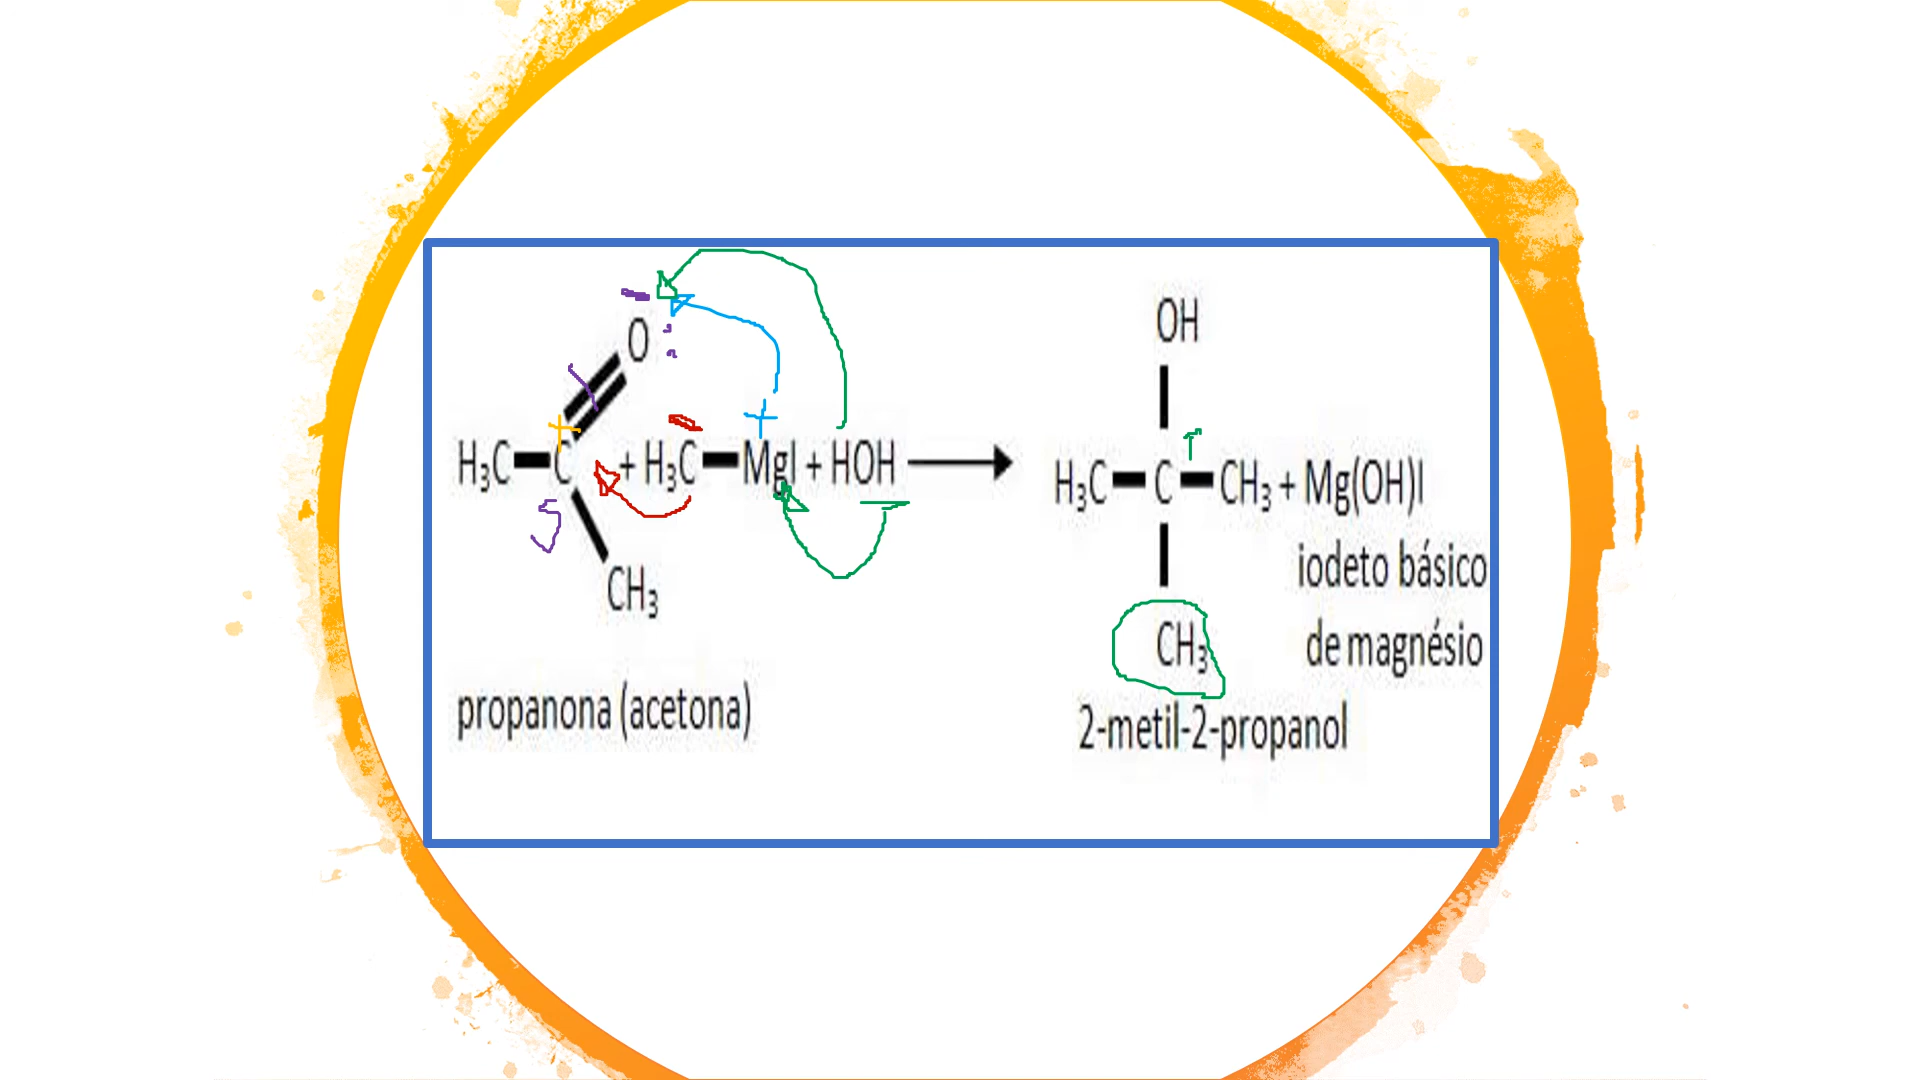 O
OH
H₃C C + H₃C MgI + HOH
H₃C C CH₃ + Mg(OH)I
CH₃
CH₃
iodeto básico
de magnésio
propanona (acetona)
2-metil-2-propanol